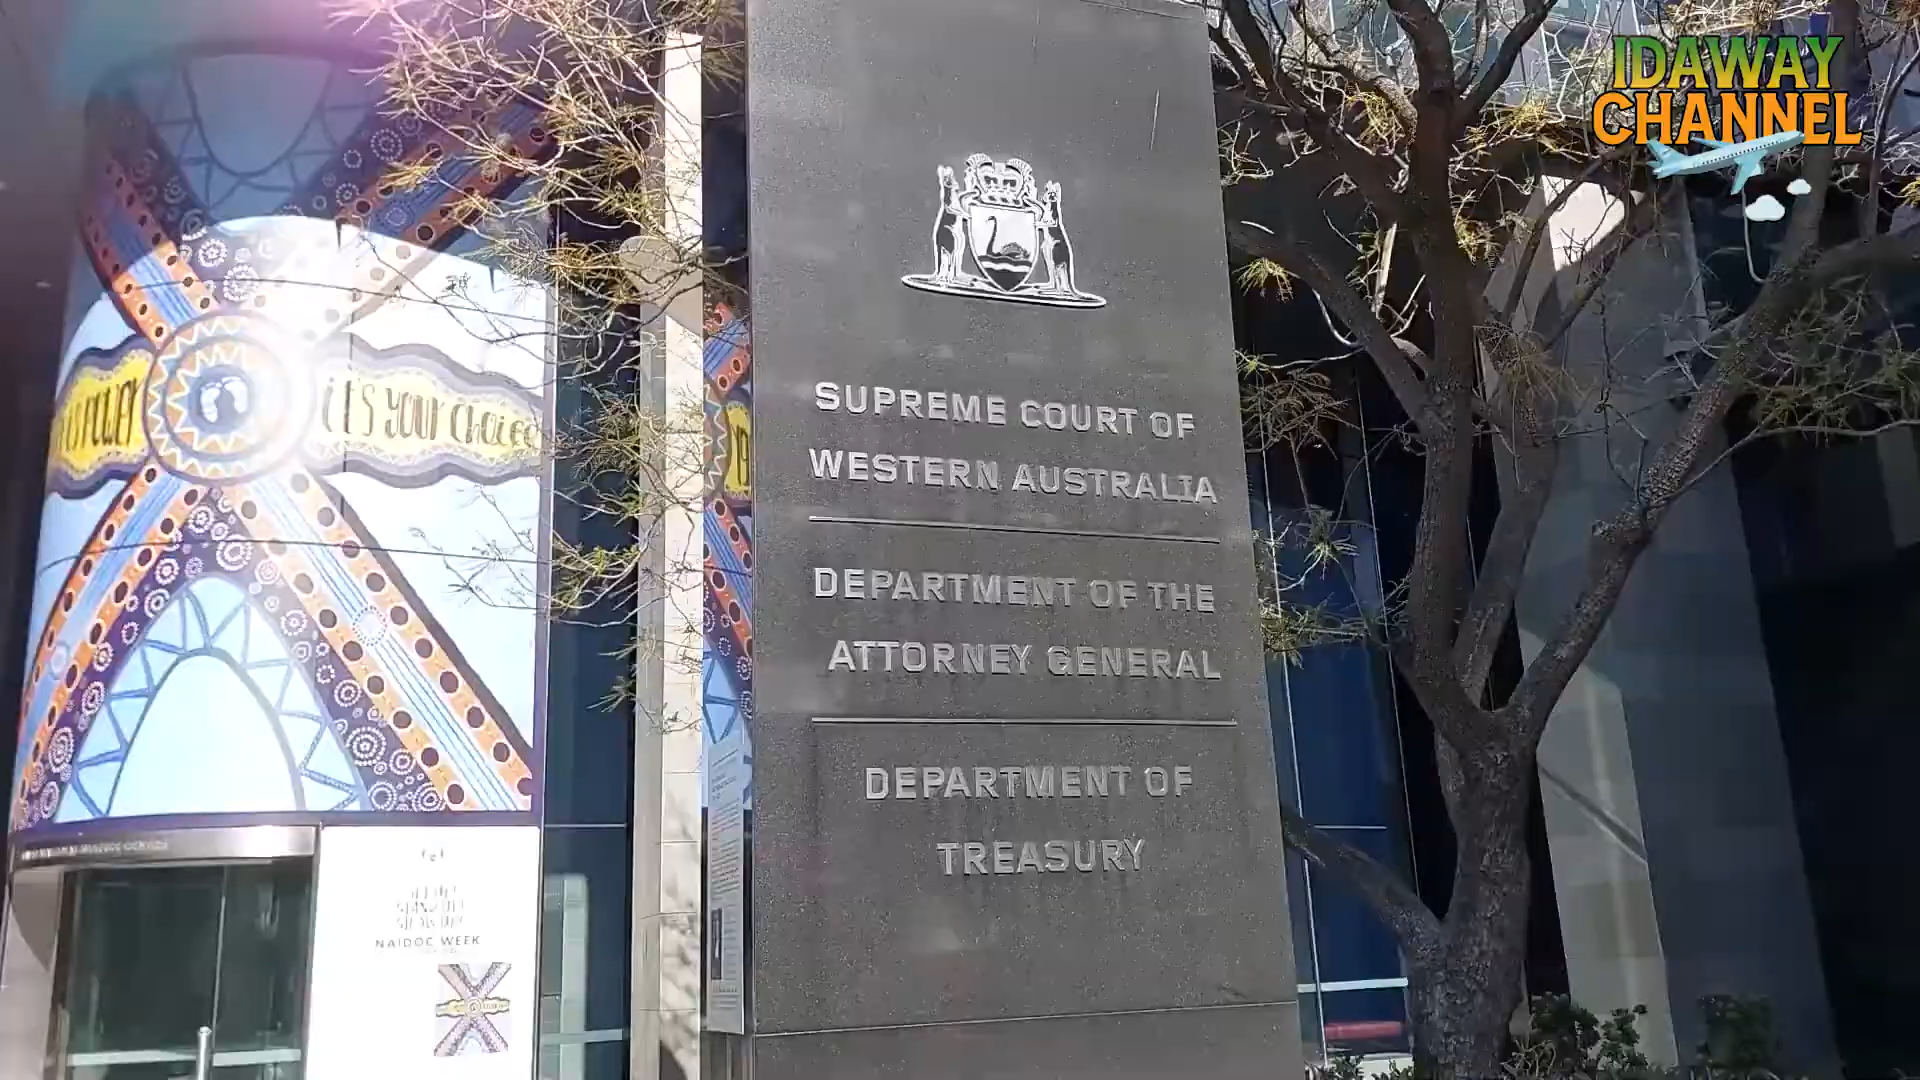 IDAWAY
CHANNEL
IT'S YOUR CHOICE
SUPREME COURT OF
WESTERN AUSTRALIA
DEPARTMENT OF THE
ATTORNEY GENERAL
DEPARTMENT OF
TREASURY
NAIDOC WEEK